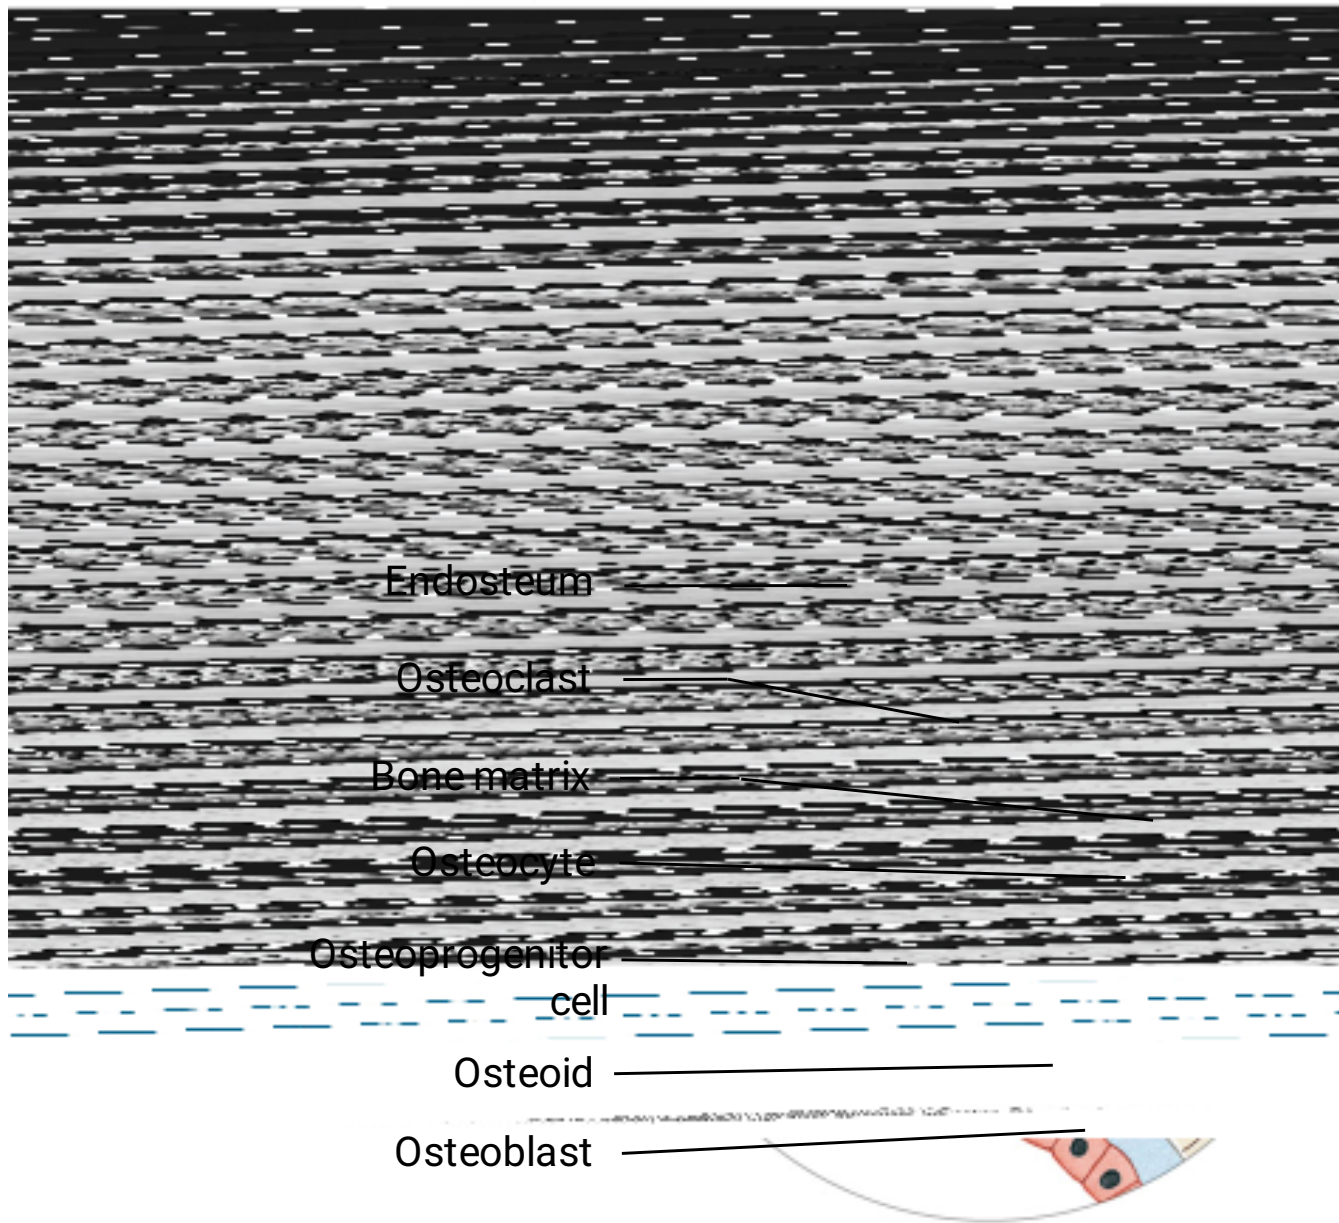 Endosteum
Osteoclast
Bone matrix
Osteocyte
Osteoprogenitor
cell
Osteoid
Osteoblast